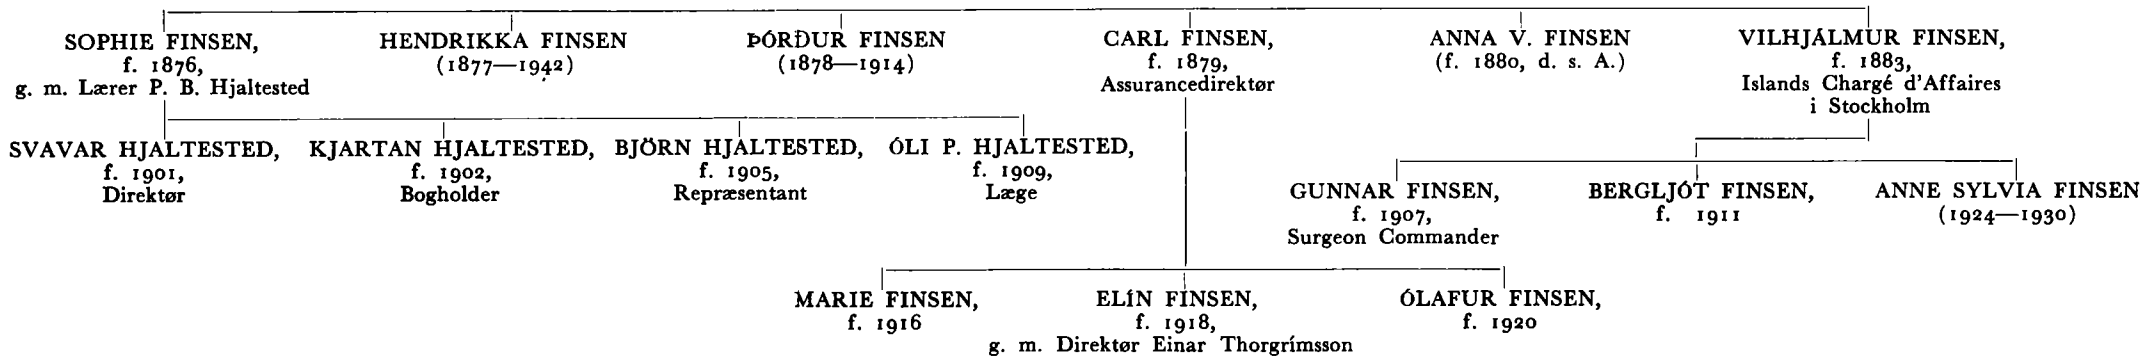 SOPHIE FINSEN,
f. 1876,
g. m. Lærer P. B. Hjaltested
HENDRIKKA FINSEN
(1877—1942)
ÞÓRÐUR FINSEN
(1878—1914)
CARL FINSEN,
f. 1879,
Assurancedirektør
ANNA V. FINSEN
(f. 1880, d. s. A.)
VILHJÁLMUR FINSEN,
f. 1883,
Islands Chargé d'Affaires
i Stockholm
SVAVAR HJALTESTED,
f. 1901,
Direktør
KJARTAN HJALTESTED,
f. 1902,
Bogholder
BJÖRN HJALTESTED,
f. 1905,
Repræsentant
ÓLI P. HJALTESTED,
f. 1909,
Læge
GUNNAR FINSEN,
f. 1907,
Surgeon Commander
BERGLJÓT FINSEN,
f. 1911
ANNE SYLVIA FINSEN
(1924—1930)
MARIE FINSEN,
f. 1916
ELÍN FINSEN,
f. 1918,
g. m. Direktør Einar Thorgrímsson
ÓLAFUR FINSEN,
f. 1920